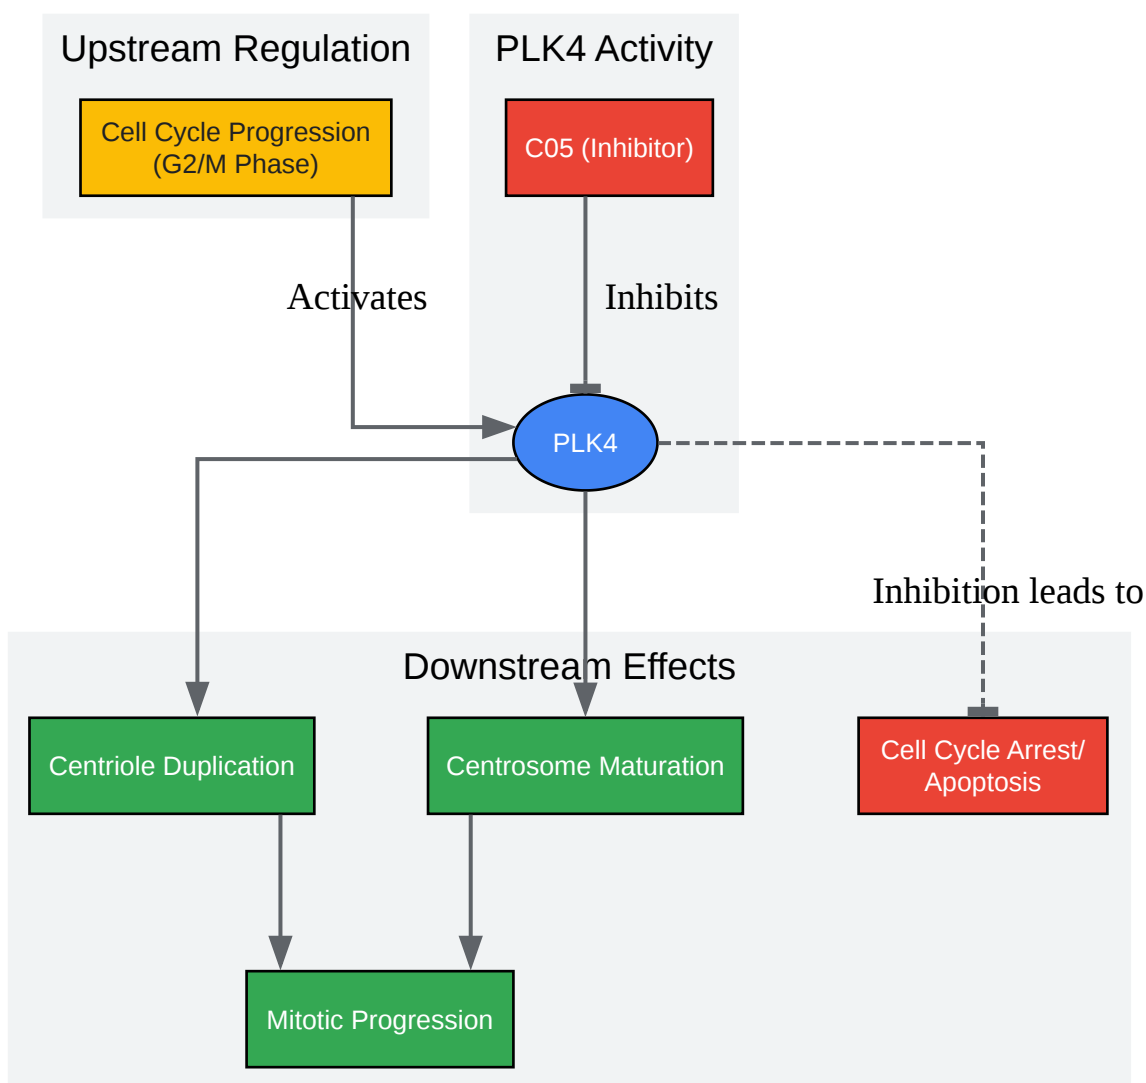 Upstream Regulation
PLK4 Activity
Cell Cycle Progression
(G2/M Phase)
C05 (Inhibitor)
Activates
Inhibits
PLK4
Inhibition leads to
Downstream Effects
Centriole Duplication
Centrosome Maturation
Cell Cycle Arrest/
Apoptosis
Mitotic Progression